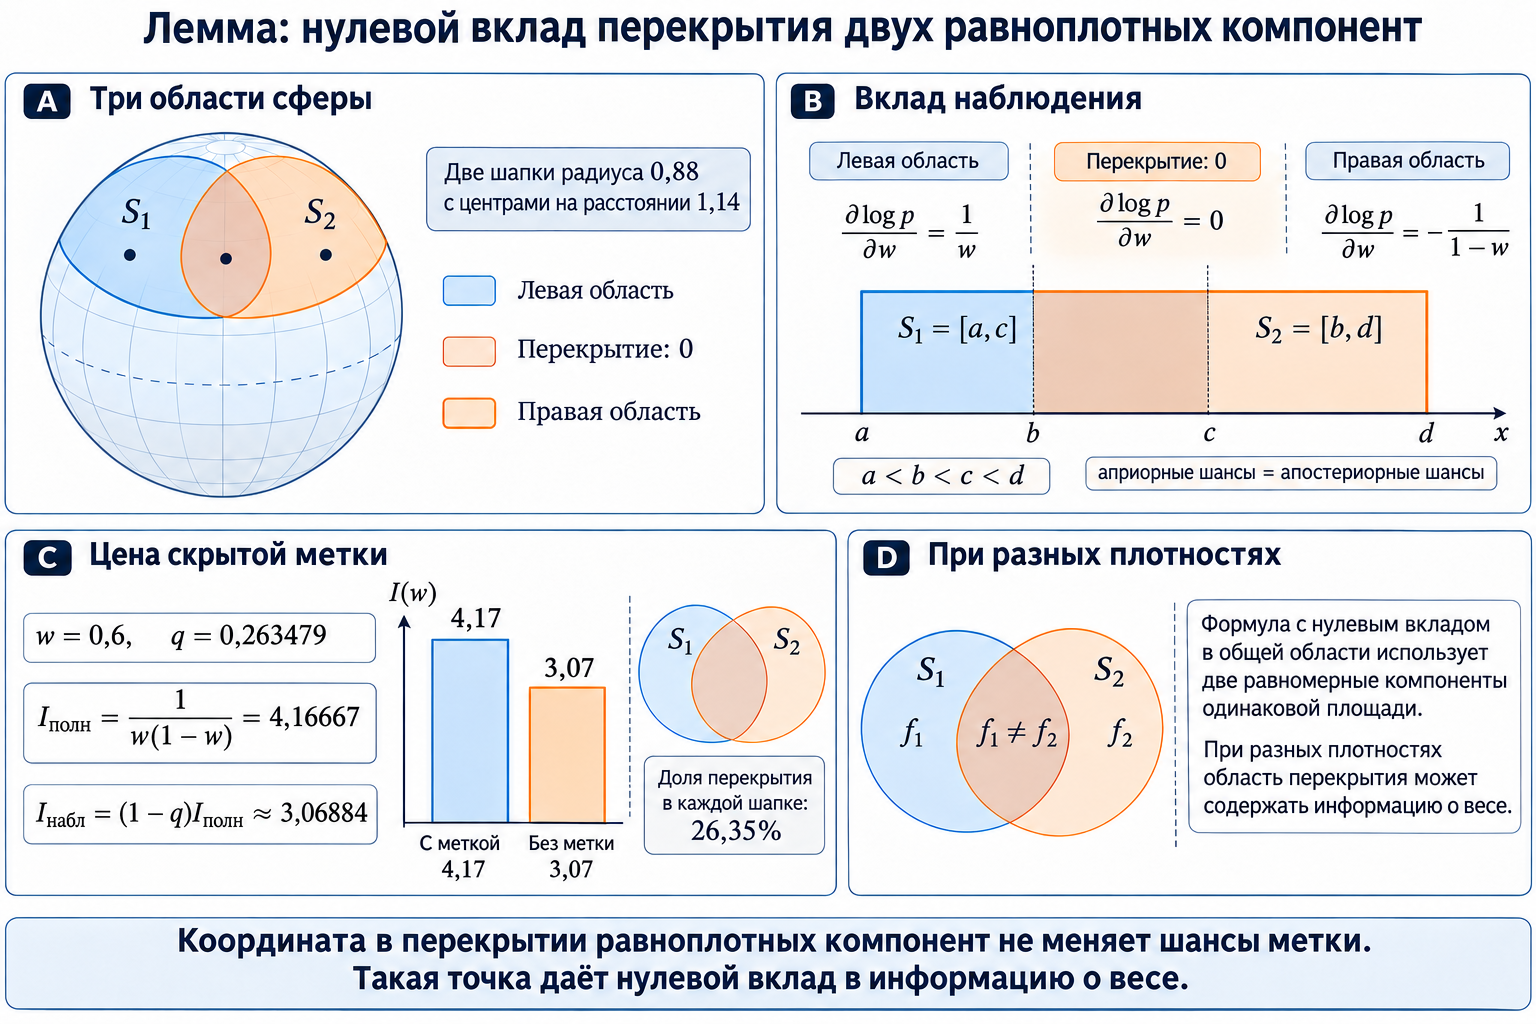 Лемма: нулевой вклад перекрытия двух равноплотных компонент
A Три области сферы
S₁
S₂
Две шапки радиуса 0,88
с центрами на расстоянии 1,14
Левая область
Перекрытие: 0
Правая область
B Вклад наблюдения
Левая область
∂ log p / ∂w = 1 / w
Перекрытие: 0
∂ log p / ∂w = 0
Правая область
∂ log p / ∂w = − 1 / (1 − w)
S₁ = [a, c]
S₂ = [b, d]
a b c d x
a < b < c < d
априорные шансы = апостериорные шансы
C Цена скрытой метки
w = 0,6, q = 0,263479
I полн = 1 / w(1 − w) = 4,16667
I набл = (1 − q)I полн ≈ 3,06884
I(w)
4,17
3,07
С меткой
4,17
Без метки
3,07
S₁
S₂
Доля перекрытия
в каждой шапке:
26,35%
D При разных плотностях
S₁
S₂
f₁
f₁ ≠ f₂
f₂
Формула с нулевым вкладом
в общей области использует
две равномерные компоненты
одинаковой площади.
При разных плотностях
область перекрытия может
содержать информацию о весе.
Координата в перекрытии равноплотных компонент не меняет шансы метки.
Такая точка даёт нулевой вклад в информацию о весе.